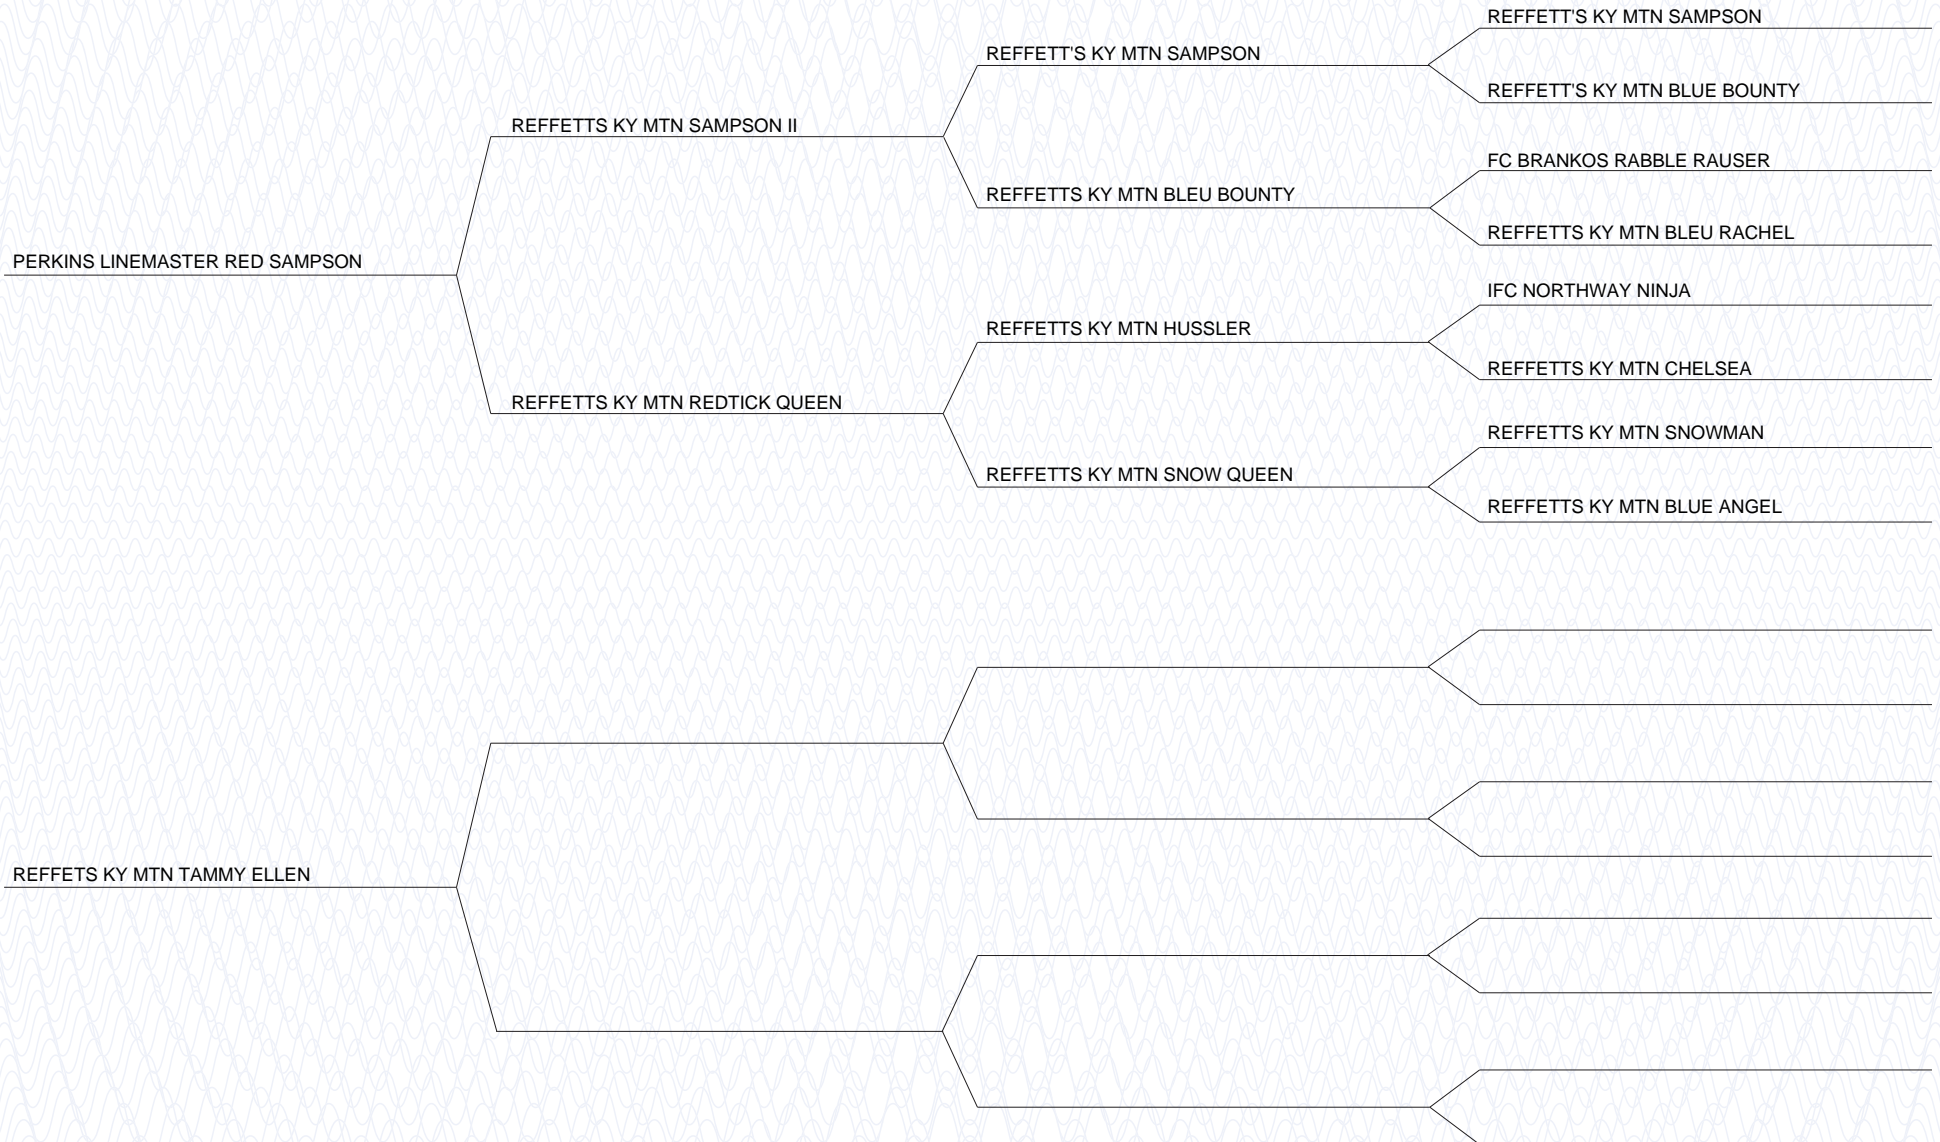 REFFETT'S KY MTN SAMPSON
REFFETT'S KY MTN SAMPSON
REFFETT'S KY MTN BLUE BOUNTY
REFFETTS KY MTN SAMPSON II
FC BRANKOS RABBLE RAUSER
REFFETTS KY MTN BLEU BOUNTY
REFFETTS KY MTN BLEU RACHEL
PERKINS LINEMASTER RED SAMPSON
IFC NORTHWAY NINJA
REFFETTS KY MTN HUSSLER
REFFETTS KY MTN CHELSEA
REFFETTS KY MTN REDTICK QUEEN
REFFETTS KY MTN SNOWMAN
REFFETTS KY MTN SNOW QUEEN
REFFETTS KY MTN BLUE ANGEL
REFFETS KY MTN TAMMY ELLEN